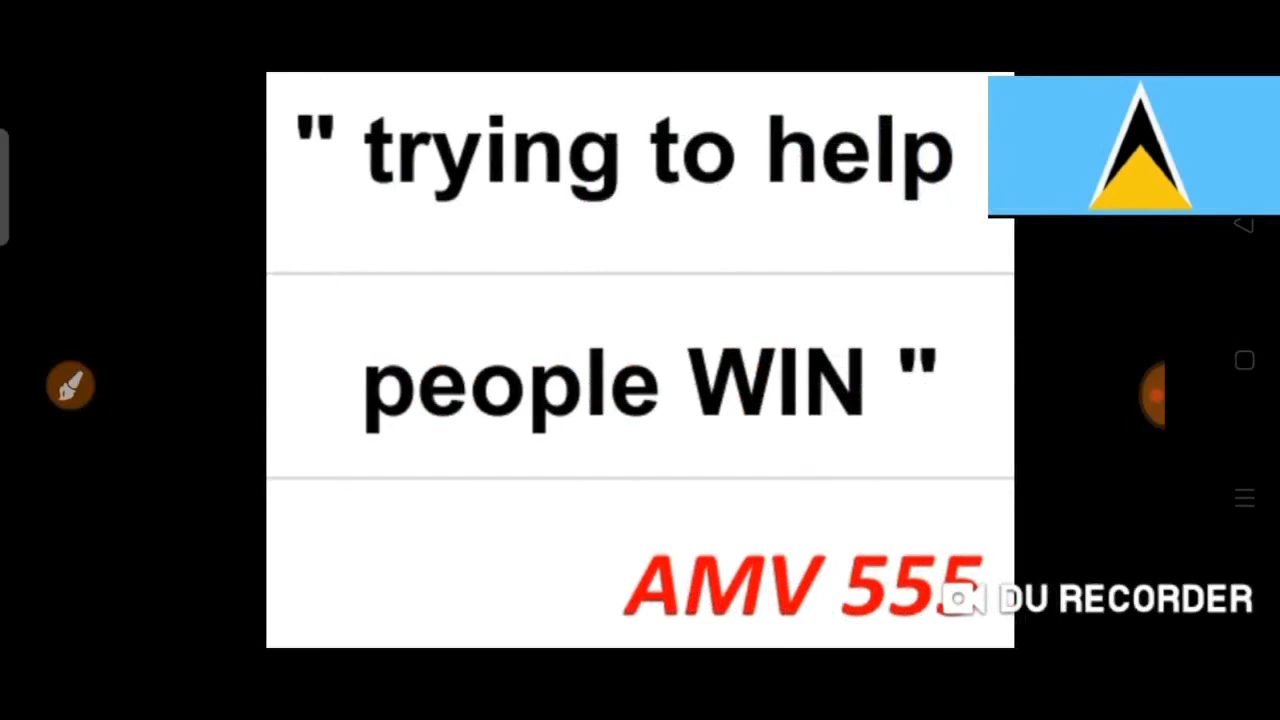 " trying to help
people WIN "
AMV 555
DU RECORDER